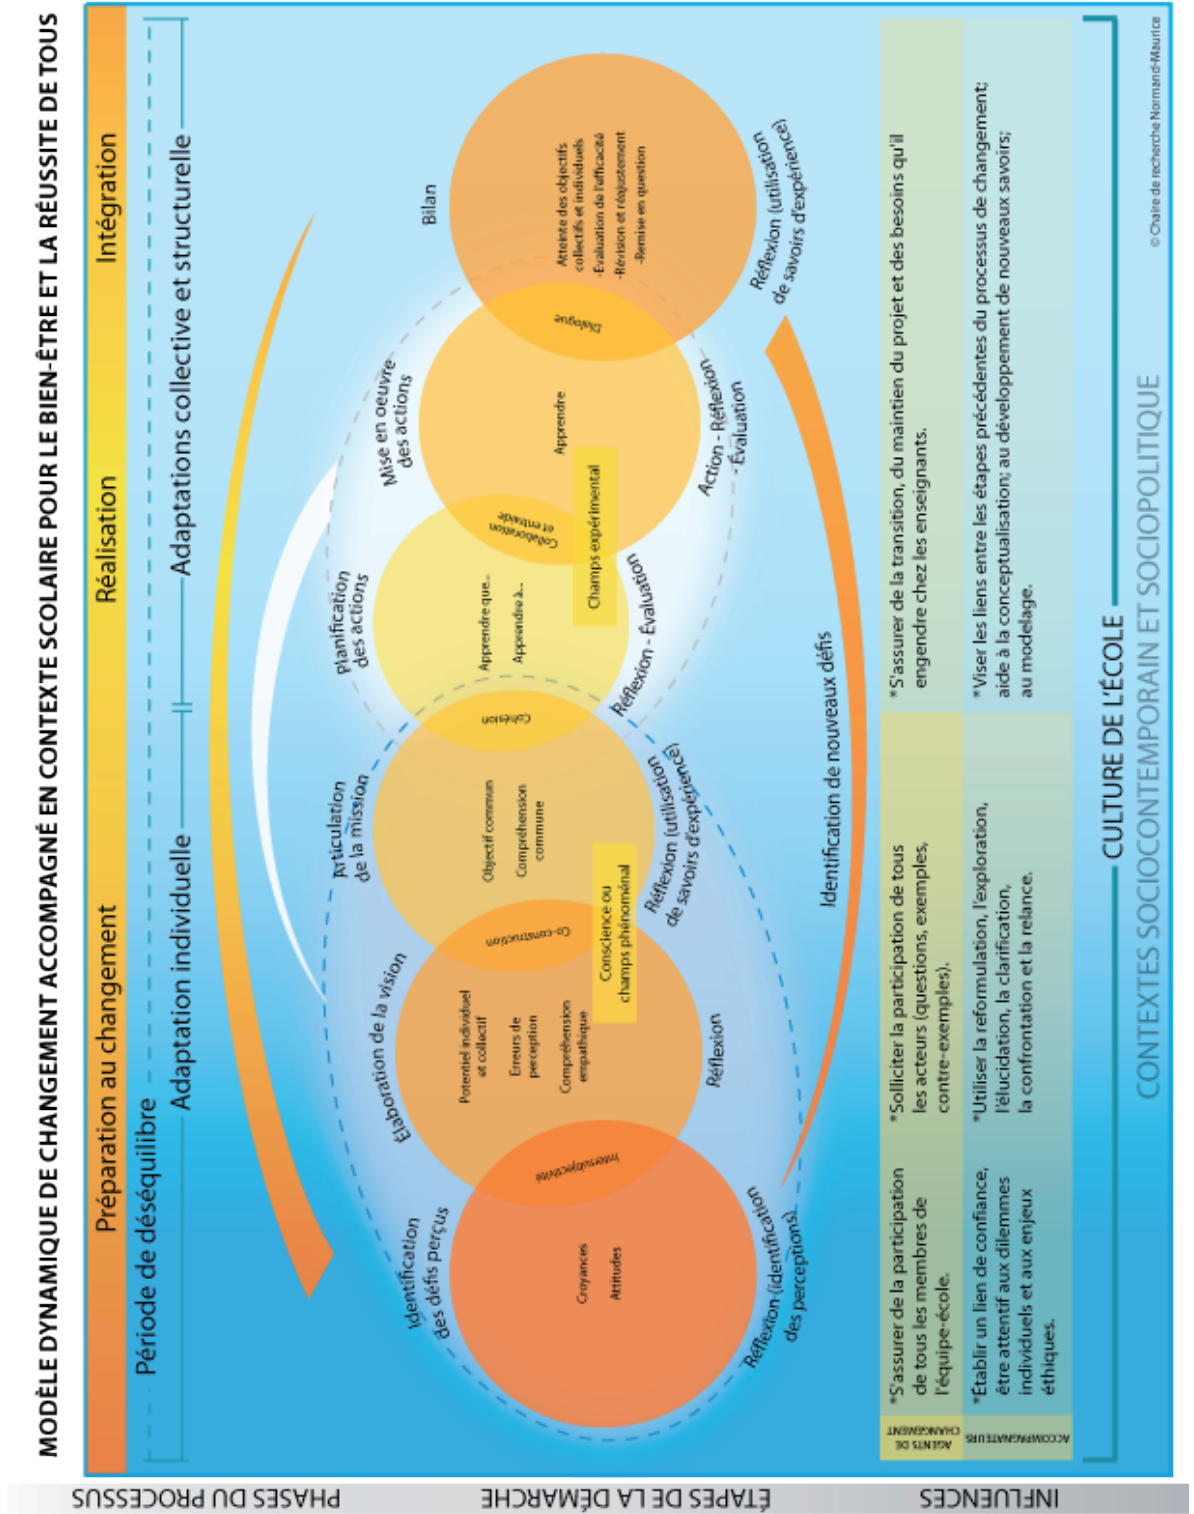 MODÈLE DYNAMIQUE DE CHANGEMENT ACCOMPAGNÉ EN CONTEXTE SCOLAIRE POUR LE BIEN-ÊTRE ET LA RÉUSSITE DE TOUS
PHASES DU PROCESSUS
Préparation au changement
Réalisation
Intégration
Période de déséquilibre
Adaptation individuelle
Adaptations collective et structurelle
ÉTAPES DE LA DÉMARCHE
Identification
des défis perçus
Croyances
Attitudes
Réflexion (identification
des perceptions)
Intersubjectivité
Élaboration de la vision
Potentiel individuel
et collectif
Erreurs de
perception
Compréhension
empathique
Réflexion
Co-construction
Conscience ou
champs phénoménal
Articulation
de la mission
Objectif commun
Compréhension
commune
Réflexion (utilisation
de savoirs d'expérience)
Cohésion
Planification
des actions
Apprendre que...
Apprendre à...
Réflexion - Évaluation
Collaboration
et entraide
Champs expérimental
Mise en oeuvre
des actions
Apprendre
Action - Réflexion
- Évaluation
Dialogue
Bilan
Atteinte des objectifs
collectifs et individuels
-Évaluation de l'efficacité
-Révision et réajustement
-Remise en question
Réflexion (utilisation
de savoirs d'expérience)
Identification de nouveaux défis
INFLUENCES
AGENTS DE
CHANGEMENT
*S'assurer de la participation
de tous les membres de
l'équipe-école.
*Solliciter la participation de tous
les acteurs (questions, exemples,
contre-exemples).
*S'assurer de la transition, du maintien du projet et des besoins qu'il
engendre chez les enseignants.
ACCOMPAGNATEURS
*Établir un lien de confiance,
être attentif aux dilemmes
individuels et aux enjeux
éthiques.
*Utiliser la reformulation, l'exploration,
l'élucidation, la clarification,
la confrontation et la relance.
*Viser les liens entre les étapes précédentes du processus de changement;
aide à la conceptualisation; au développement de nouveaux savoirs;
au modelage.
CULTURE DE L'ÉCOLE
CONTEXTES SOCIOCONTEMPORAIN ET SOCIOPOLITIQUE
© Chaire de recherche Normand-Maurice